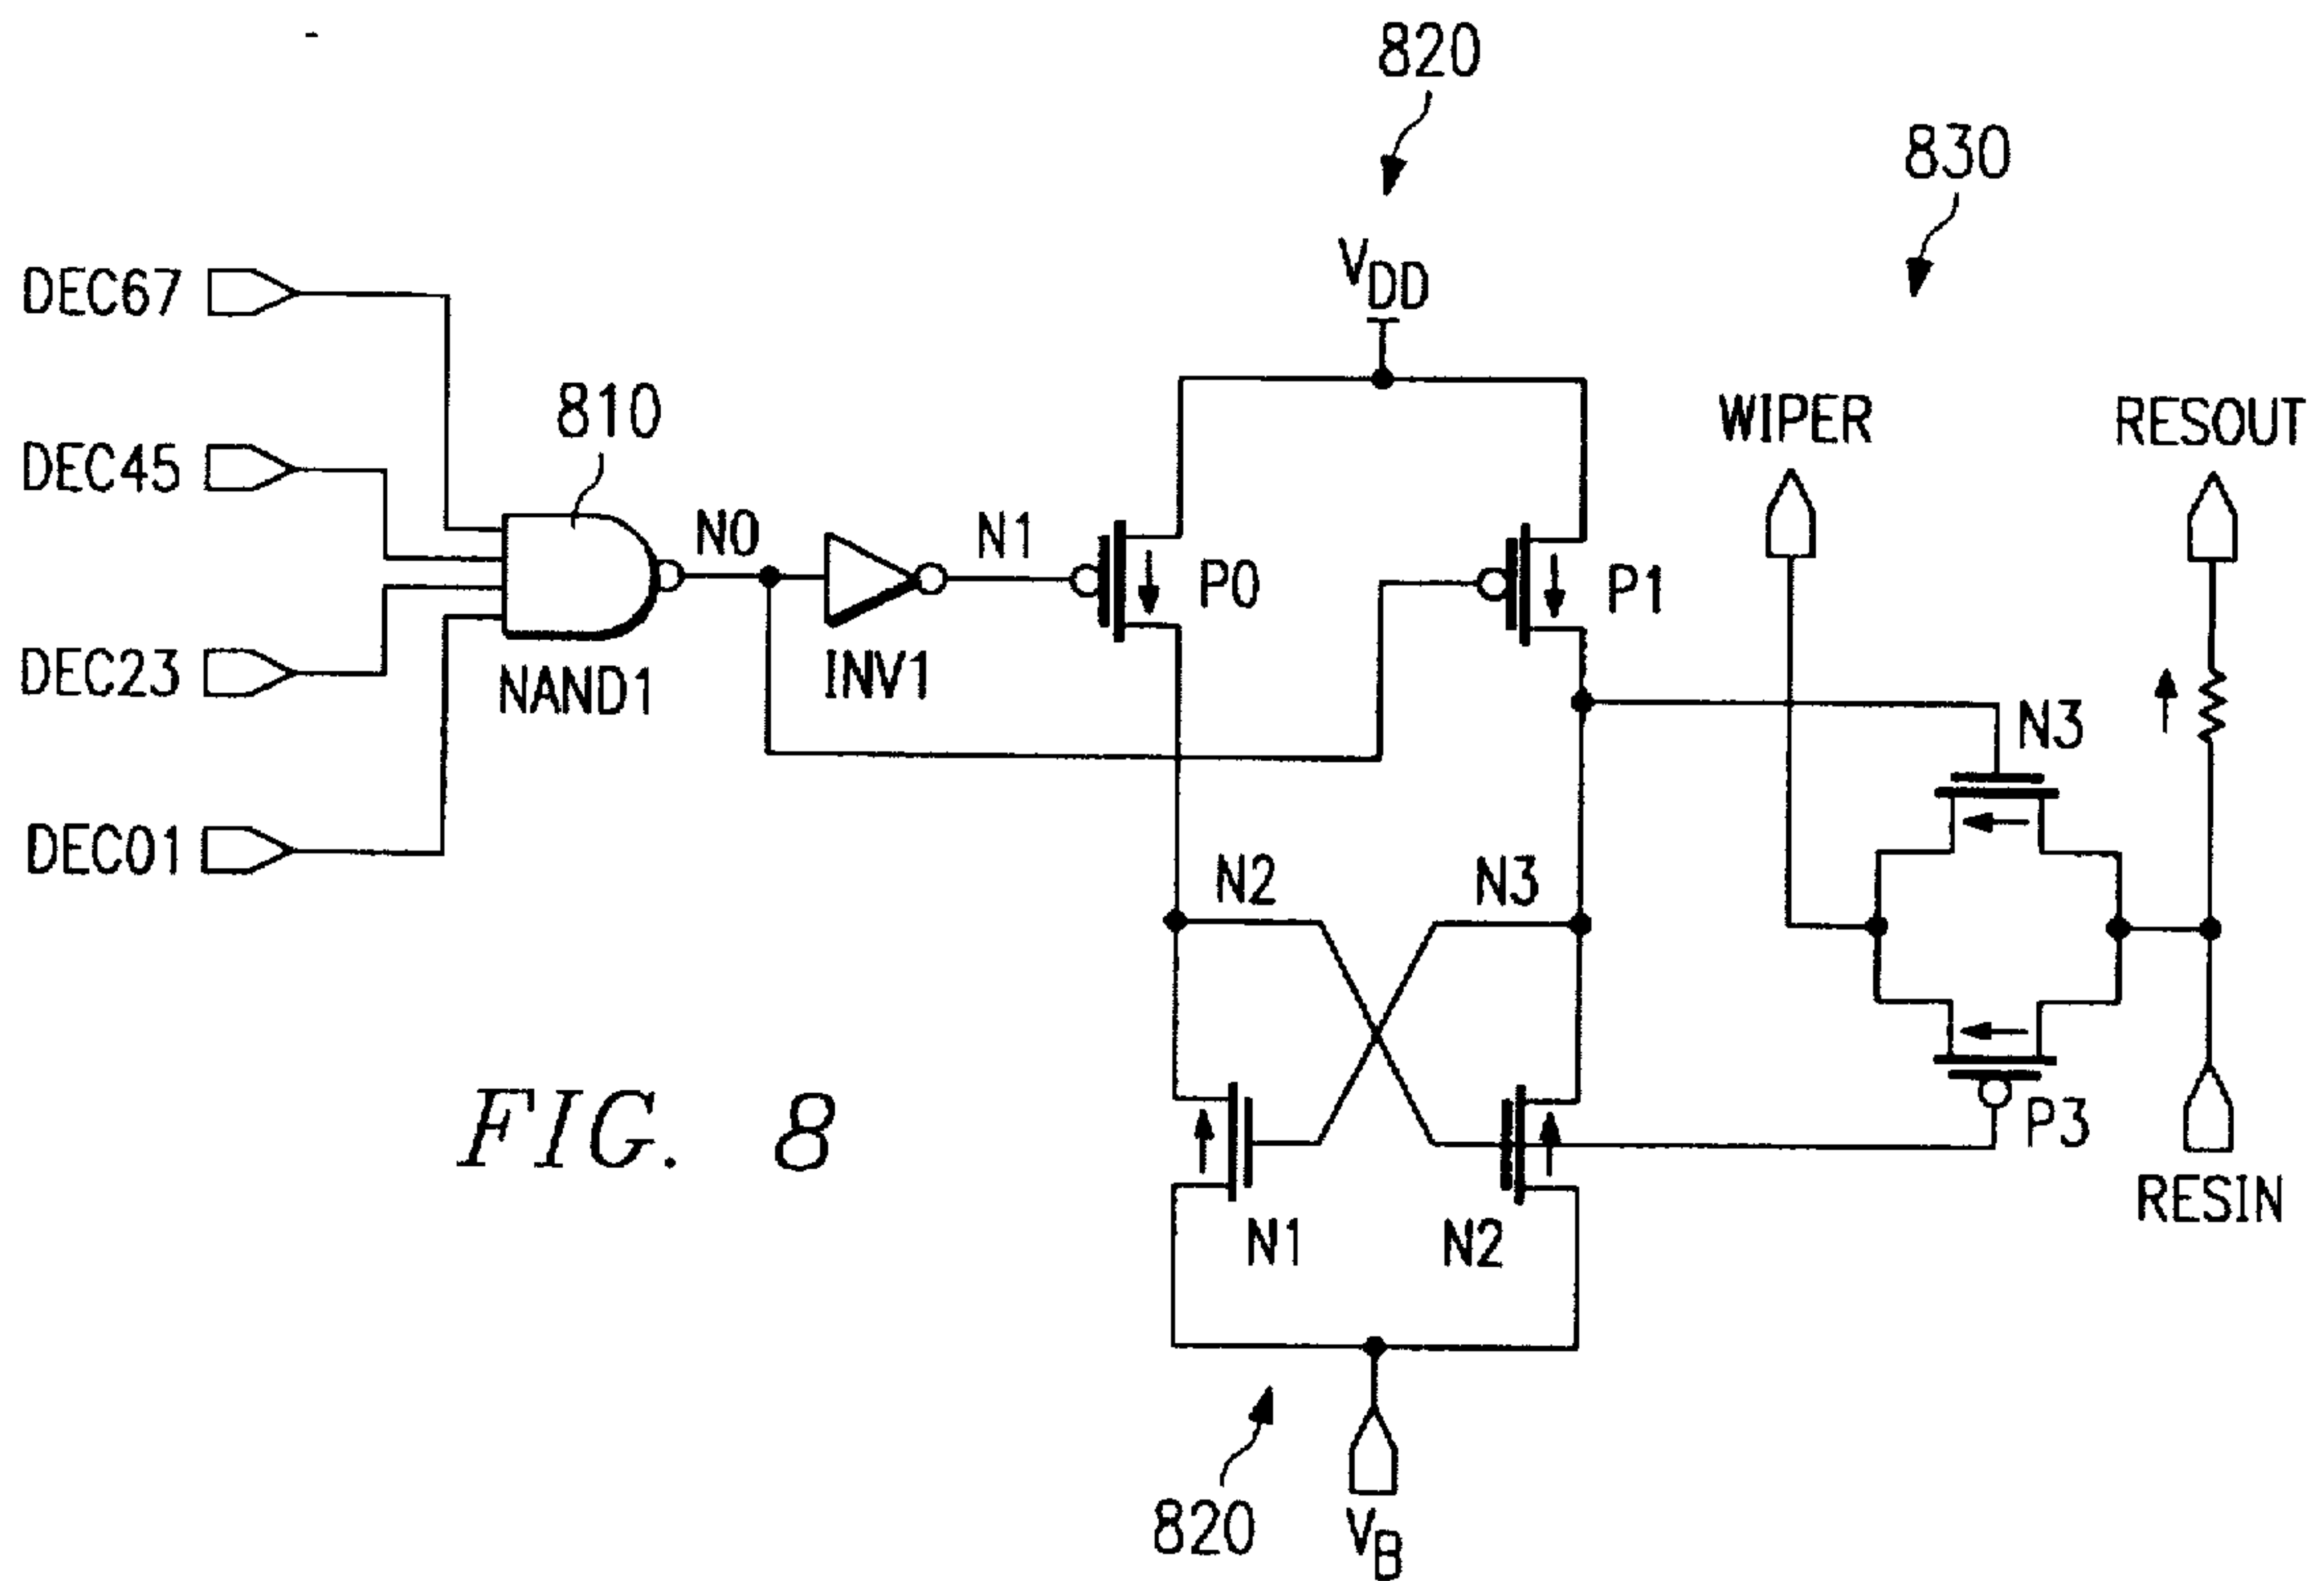 820
830
VDD
DEC67
810
WIPER
RESOUT
DEC45
N0
N1
P0
P1
DEC23
NAND1
INV1
N3
DEC01
N2
N3
FIG. 8
P3
RESIN
N1
N2
820
VB